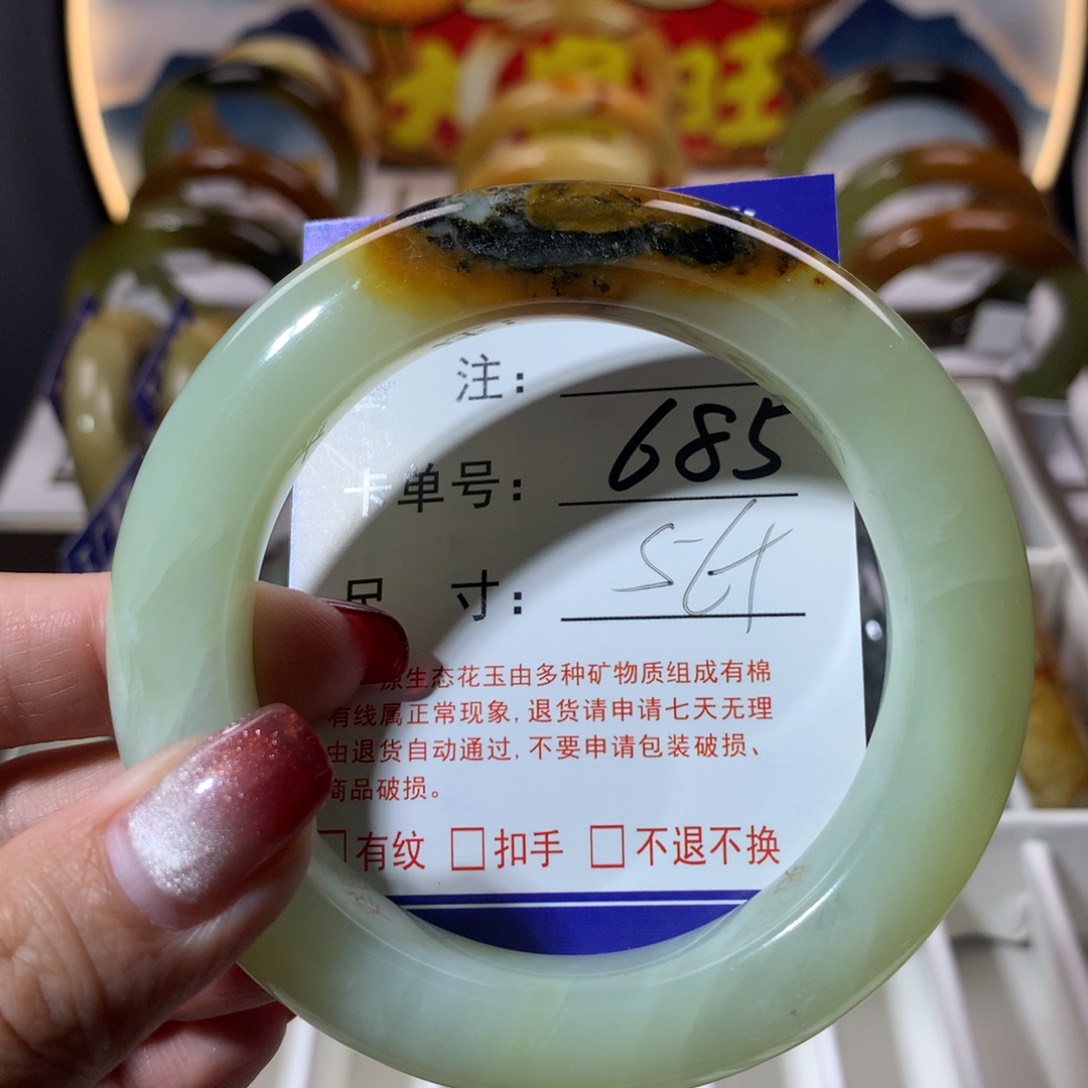 旺
注：
685
卡单号：
尺 寸：
原生态花玉由多种矿物质组成有棉
有线属正常现象，退货请申请七天无理
由退货自动通过，不要申请包装破损、
商品破损。
□有纹 □扣手 □不退不换